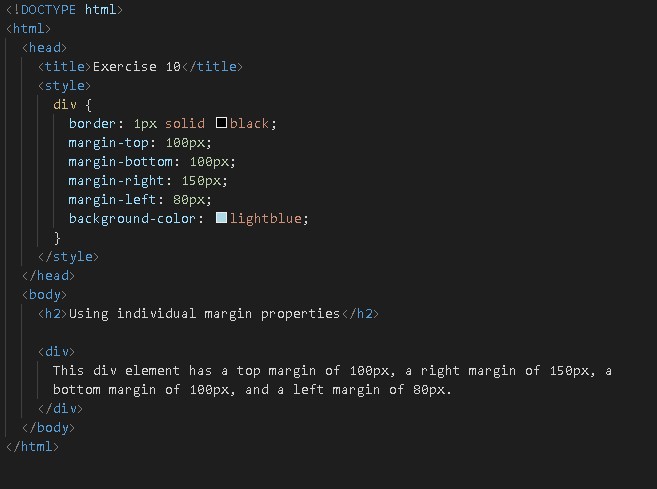 <!DOCTYPE html>
<html>
<head>
<title>Exercise 10</title>
<style>
div {
border: 1px solid black;
margin-top: 100px;
margin-bottom: 100px;
margin-right: 150px;
margin-left: 80px;
background-color: lightblue;
}
</style>
</head>
<body>
<h2>Using individual margin properties</h2>
<div>
This div element has a top margin of 100px, a right margin of 150px, a
bottom margin of 100px, and a left margin of 80px.
</div>
</body>
</html>